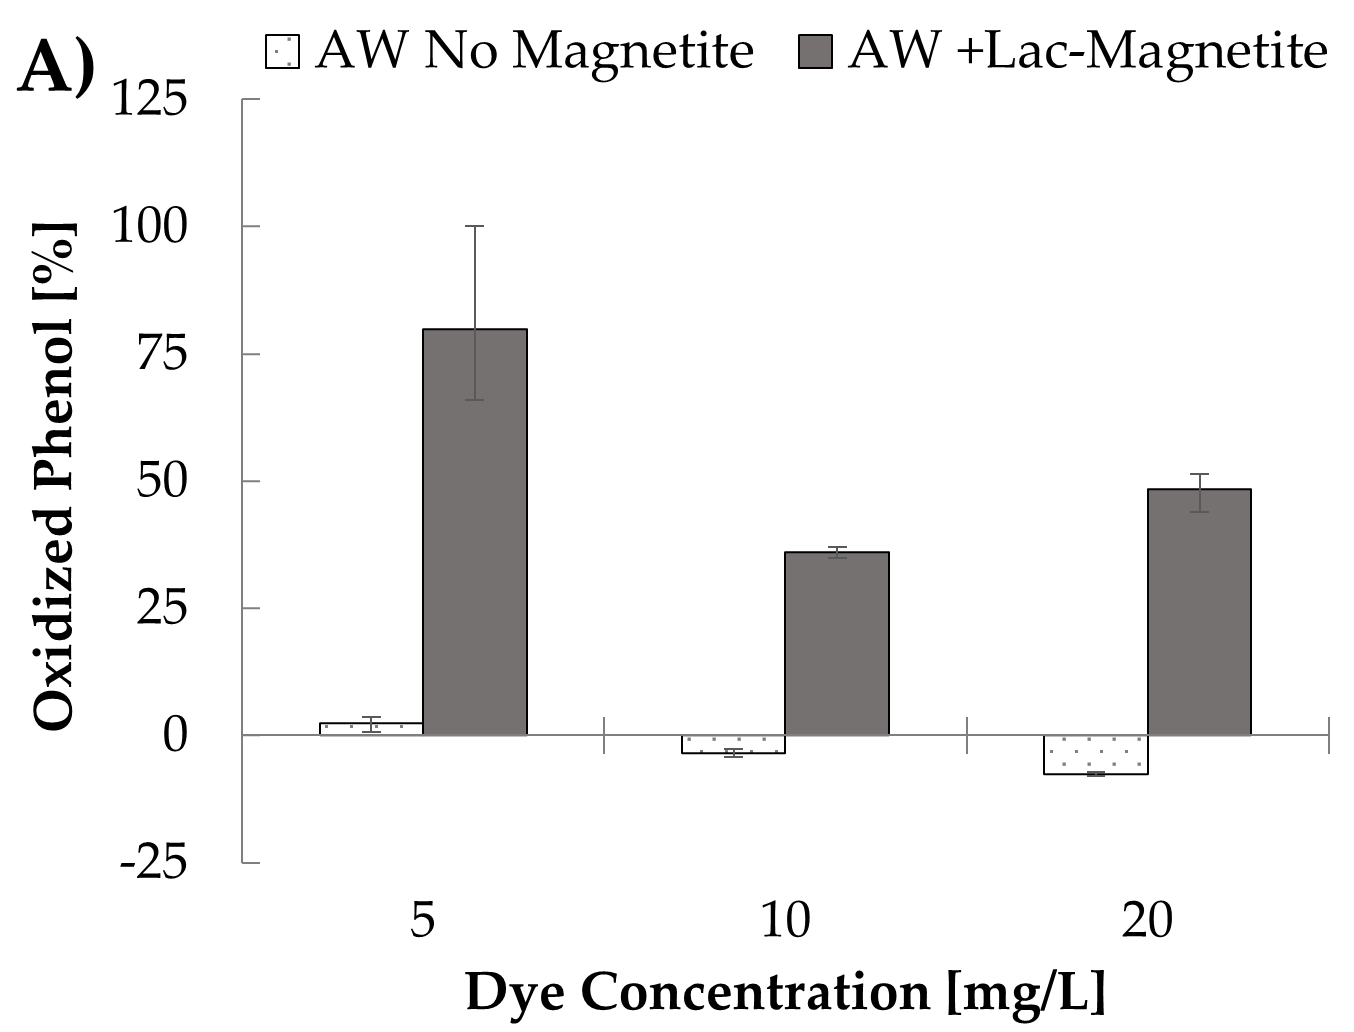 A)
AW No Magnetite
AW +Lac-Magnetite
Oxidized Phenol [%]
125
100
75
50
25
0
-25
5
10
20
Dye Concentration [mg/L]